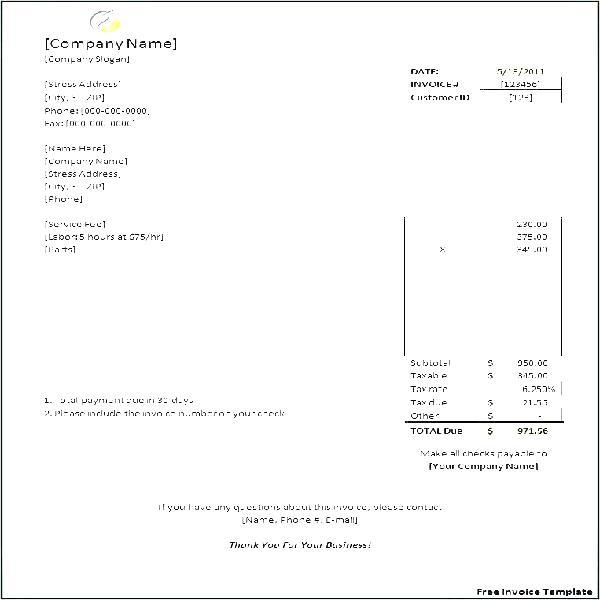 [Company Name]
[Company Slogan]
DATE: 5/18/2011
[Stress Address] INVOICE# [123456]
[City, ZIP] Customer ID [123]
Phone: [000-000-0000]
Fax: [000-000-0000]
[Name Here]
[Company Name]
[Stress Address]
[City, ZIP]
[Phone]
[Service Fee] 230.00
[Labor: 5 hours at $75/hr] 375.00
[Parts] X 345.00
Subtotal $ 950.00
Taxable $ 345.00
Tax rate 6.250%
1. Total payment due in 30 days Tax due $
2. Please include the invoice number on your check Other $ -
TOTAL Due $ 971.56
Make all checks payable to
[Your Company Name]
If you have any questions about this invoice, please contact
[Name, Phone #, E-mail]
Thank You For Your Business!
Free Invoice Template